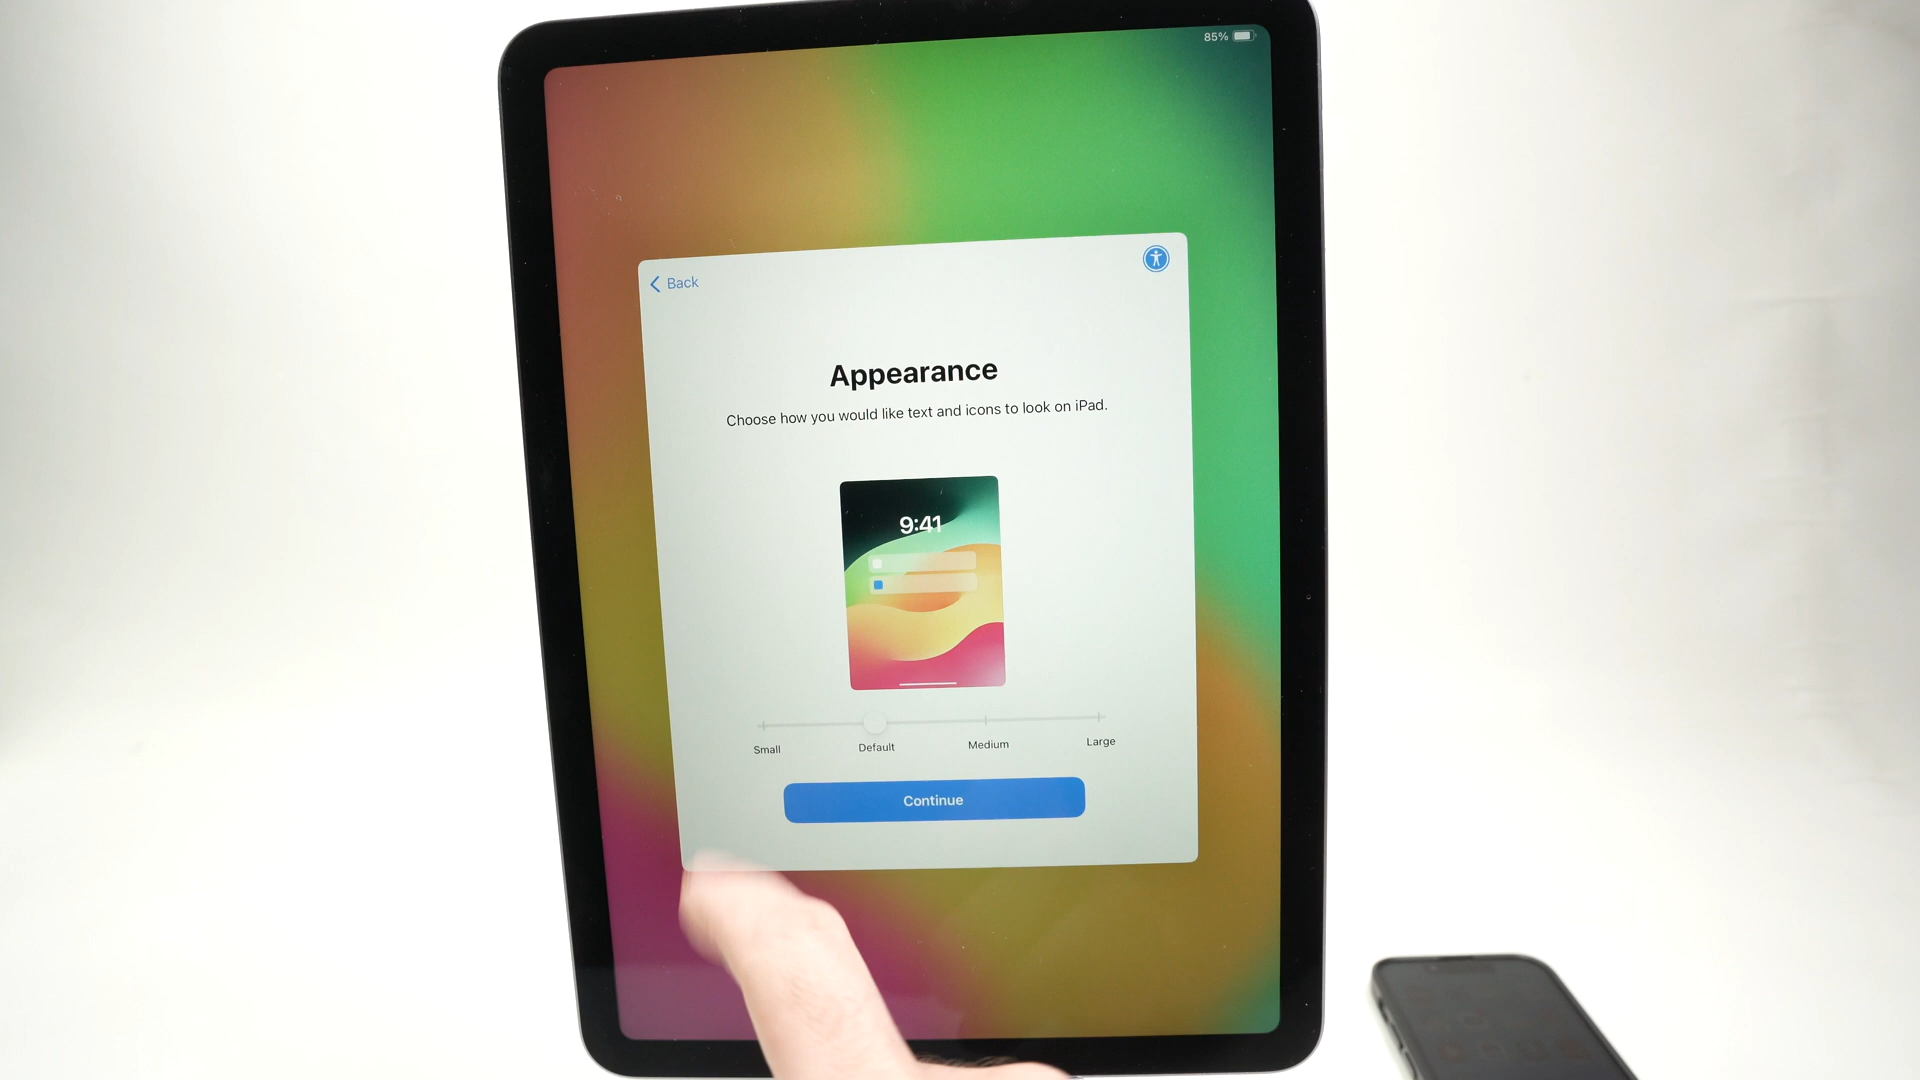 85%
Back
Appearance
Choose how you would like text and icons to look on iPad.
9:41
Small Default Medium Large
Continue